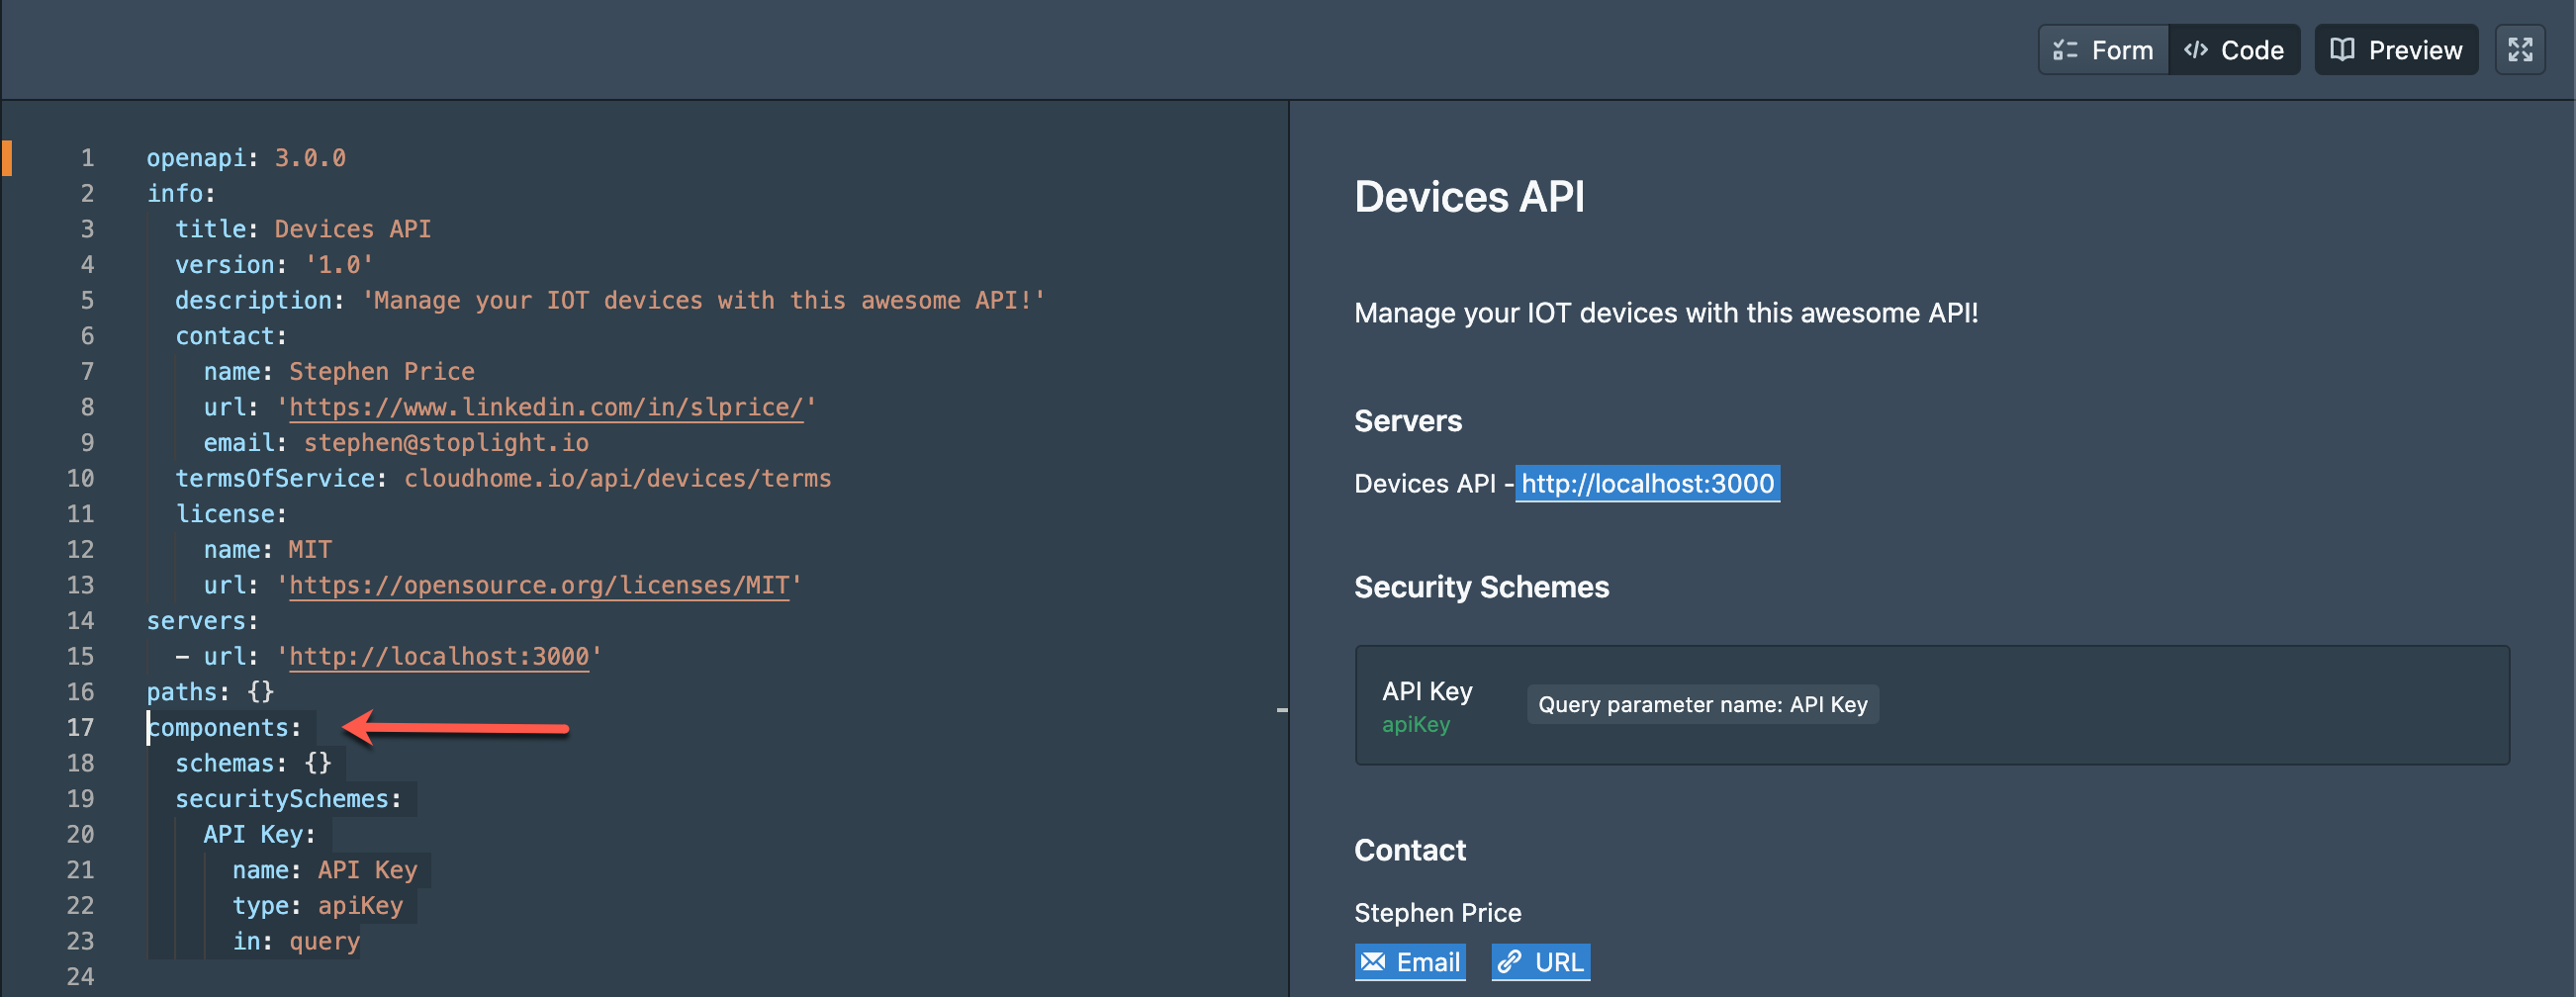 Form
Code
Preview
1 openapi: 3.0.0
2 info:
3 title: Devices API
4 version: '1.0'
5 description: 'Manage your IOT devices with this awesome API!'
6 contact:
7 name: Stephen Price
8 url: 'https://www.linkedin.com/in/slprice/'
9 email: stephen@stoplight.io
10 termsOfService: cloudhome.io/api/devices/terms
11 license:
12 name: MIT
13 url: 'https://opensource.org/licenses/MIT'
14 servers:
15 - url: 'http://localhost:3000'
16 paths: {}
17 components:
18 schemas: {}
19 securitySchemes:
20 API Key:
21 name: API Key
22 type: apiKey
23 in: query
24
Devices API
Manage your IOT devices with this awesome API!
Servers
Devices API - http://localhost:3000
Security Schemes
API Key
apiKey
Query parameter name: API Key
Contact
Stephen Price
Email
URL